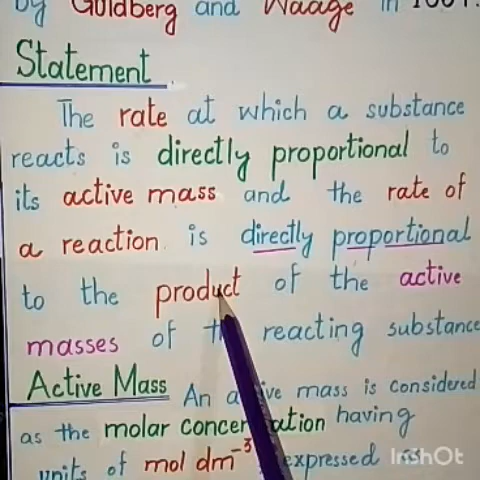 by Guldberg and Waage in
Statement
The rate at which a substance
reacts is directly proportional to
its active mass and the rate of
a reaction is directly proportional
to the product of the active
masses of reacting substance
Active Mass An mass is considered
as the molar having
units of mol dm⁻³ expressed
InShOt